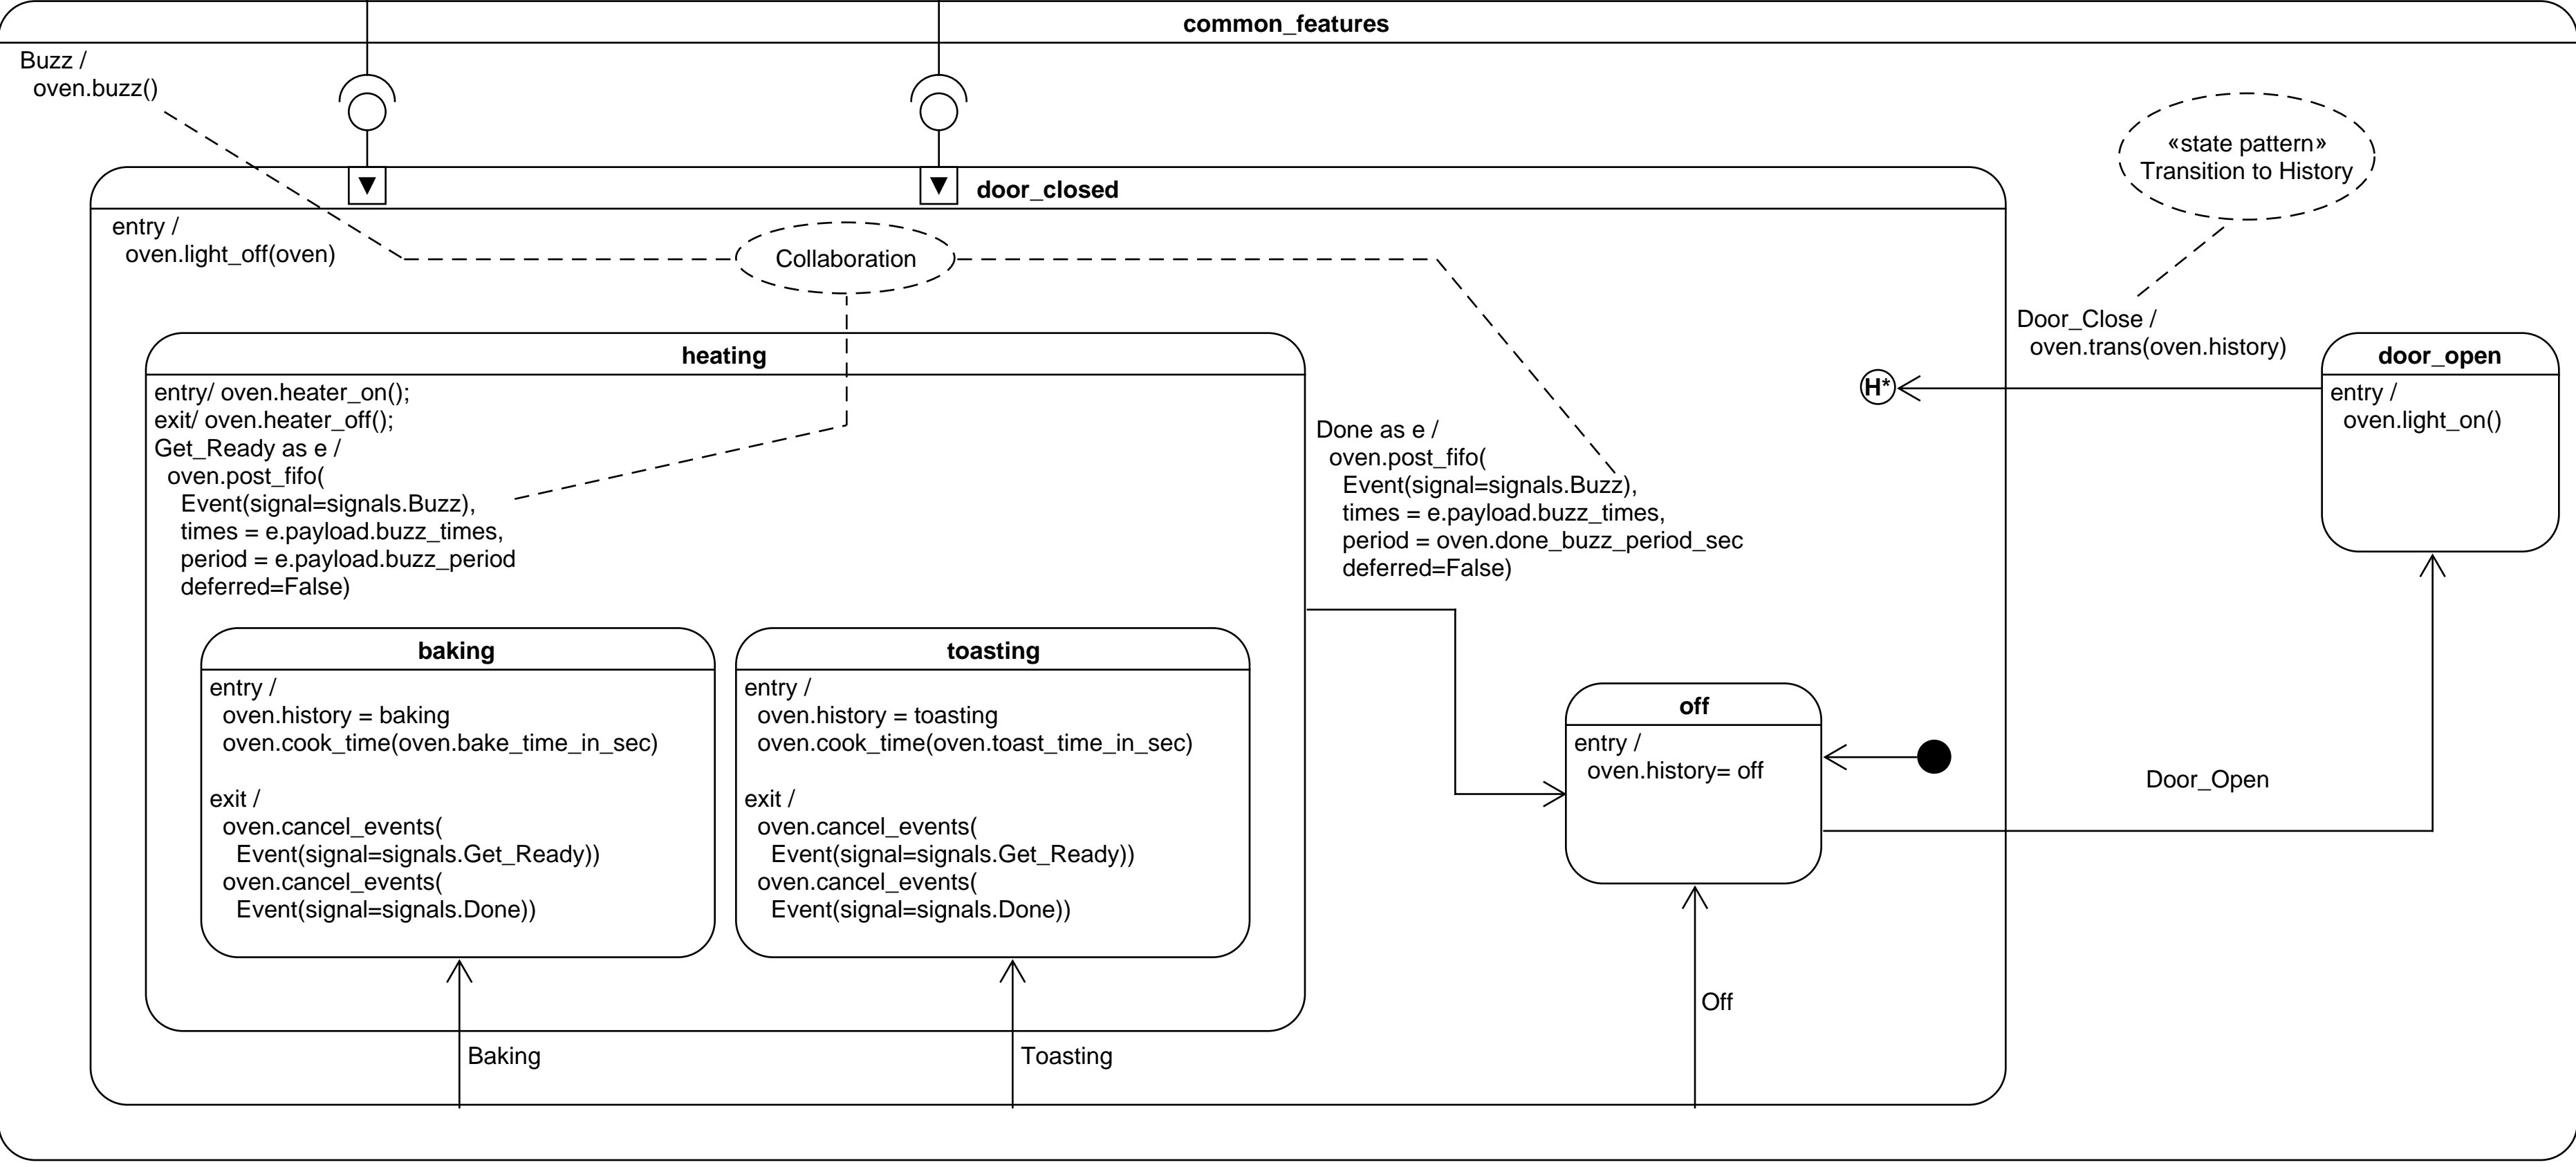 common_features
Buzz /
oven.buzz()
«state pattern»
Transition to History
door_closed
entry /
oven.light_off(oven)
Collaboration
Door_Close /
oven.trans(oven.history)
heating
entry/ oven.heater_on();
exit/ oven.heater_off();
Get_Ready as e /
oven.post_fifo(
Event(signal=signals.Buzz),
times = e.payload.buzz_times,
period = e.payload.buzz_period
deferred=False)
Done as e /
oven.post_fifo(
Event(signal=signals.Buzz),
times = e.payload.buzz_times,
period = oven.done_buzz_period_sec
deferred=False)
H*
door_open
entry /
oven.light_on()
baking
entry /
oven.history = baking
oven.cook_time(oven.bake_time_in_sec)
exit /
oven.cancel_events(
Event(signal=signals.Get_Ready))
oven.cancel_events(
Event(signal=signals.Done))
toasting
entry /
oven.history = toasting
oven.cook_time(oven.toast_time_in_sec)
exit /
oven.cancel_events(
Event(signal=signals.Get_Ready))
oven.cancel_events(
Event(signal=signals.Done))
off
entry /
oven.history= off
Door_Open
Off
Baking
Toasting